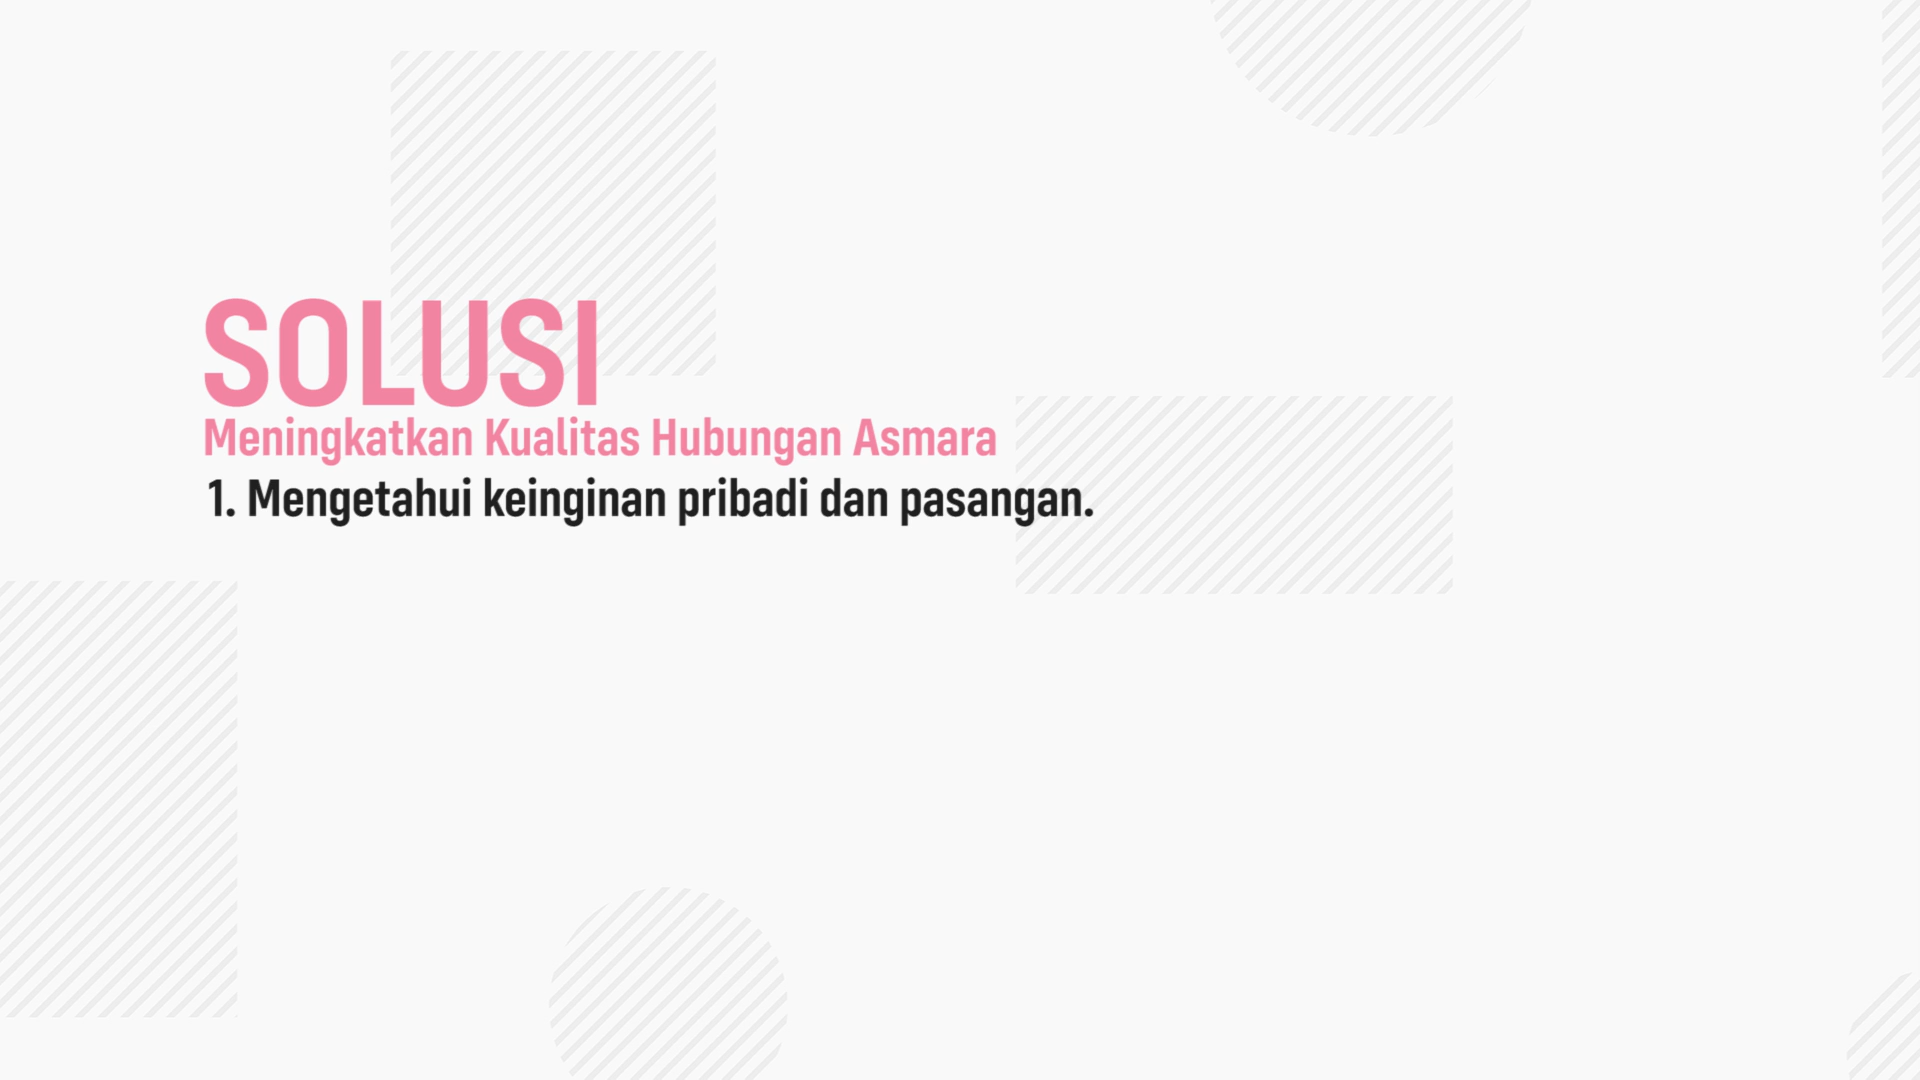 SOLUSI
Meningkatkan Kualitas Hubungan Asmara
1. Mengetahui keinginan pribadi dan pasangan.